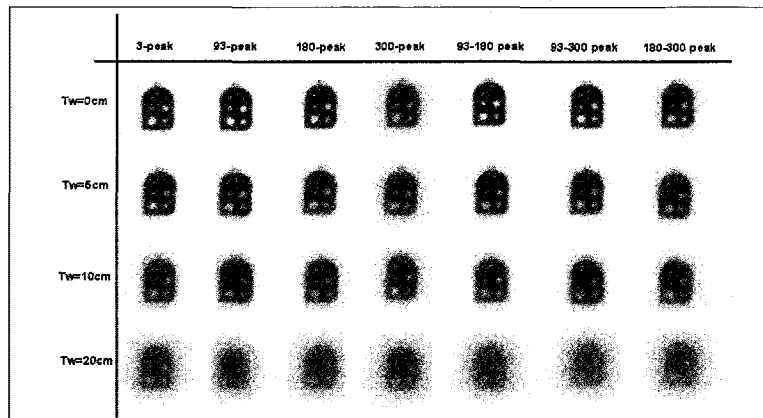 3-peak 93-peak 180-peak 300-peak 93-180 peak 93-300 peak 180-300 peak
Tw=0cm
Tw=5cm
Tw=10cm
Tw=20cm